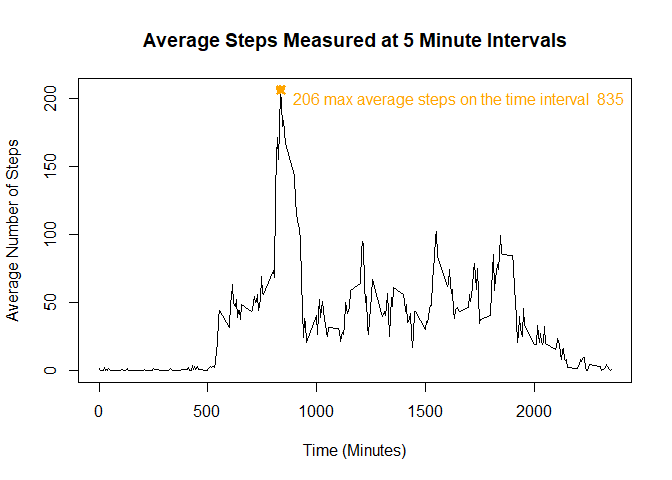 Average Steps Measured at 5 Minute Intervals
206 max average steps on the time interval  835
Average Number of Steps
200
150
100
50
0
0 500 1000 1500 2000
Time (Minutes)